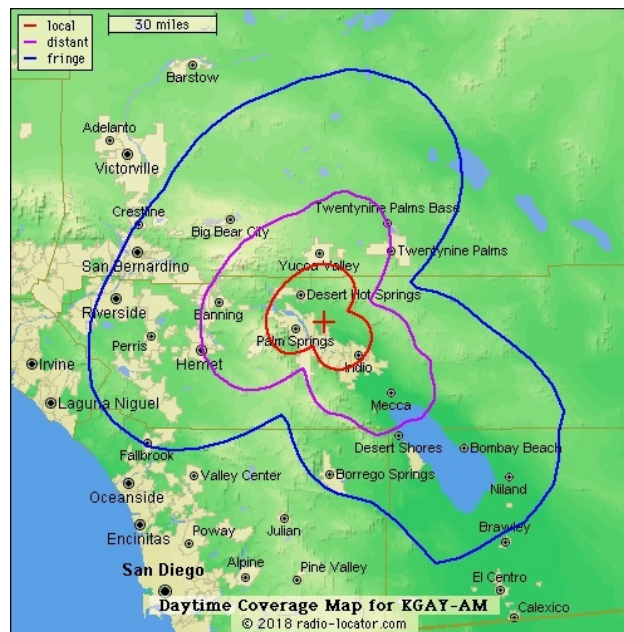 local
distant
fringe
30 miles
Barstow
Adelanto
Victorville
Crestline
Big Bear City
Twentynine Palms Base
San Bernardino
Yucca Valley
Twentynine Palms
Riverside
Banning
Desert Hot Springs
Perris
Palm Springs
Irvine
Hemet
Indio
Laguna Niguel
Mecca
Fallbrook
Desert Shores
Bombay Beach
Valley Center
Borrego Springs
Niland
Oceanside
Encinitas
Poway
Julian
Brawley
San Diego
Alpine
Pine Valley
El Centro
Calexico
Daytime Coverage Map for KGAY-AM
© 2018 radio-locator.com